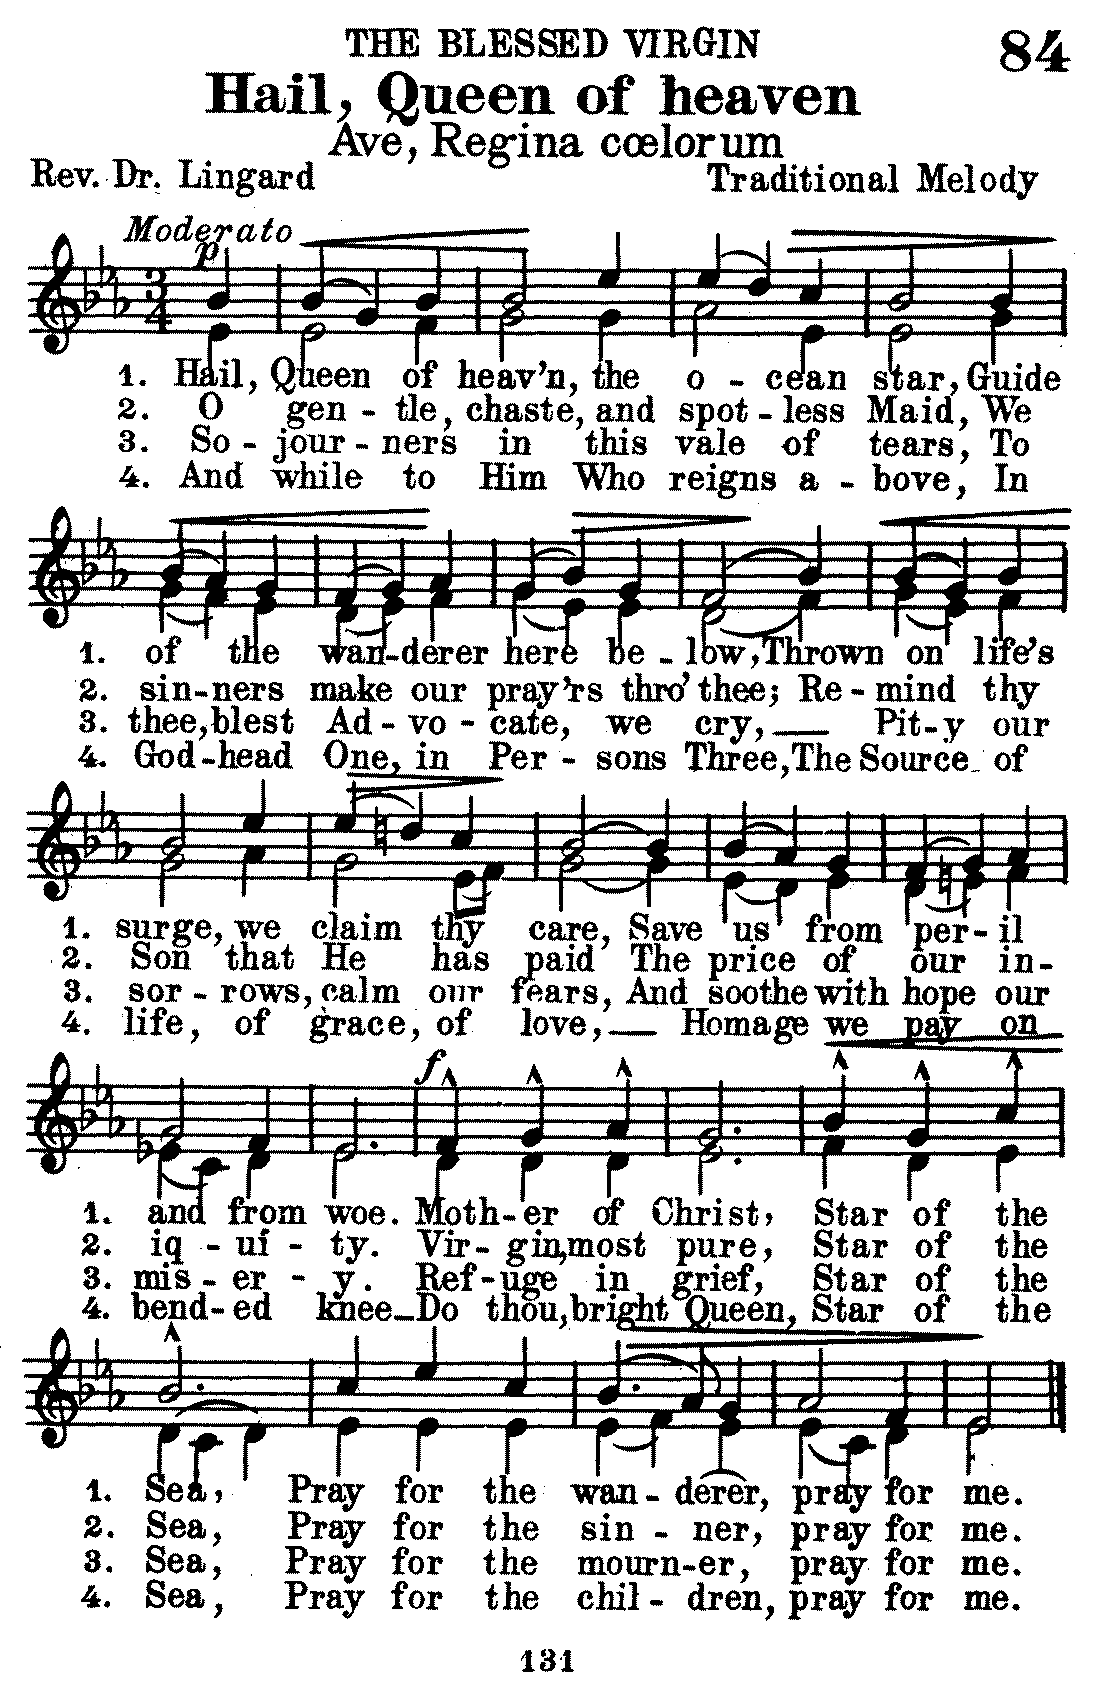 THE BLESSED VIRGIN 84
Hail, Queen of heaven
Ave, Regina cœlorum
Rev. Dr. Lingard Traditional Melody
Moderato
p
3
4
1. Hail, Queen of heav'n, the o - cean star, Guide
2. O gen - tle, chaste, and spot - less Maid, We
3. So - jour - ners in this vale of tears, To
4. And while to Him Who reigns a - bove, In
1. of the wan-derer here be - low, Thrown on life's
2. sin-ners make our pray'rs thro' thee; Re - mind thy
3. thee, blest Ad - vo - cate, we cry, Pit-y our
4. God-head One, in Per - sons Three, The Source of
1. surge, we claim thy care, Save us from per - il
2. Son that He has paid The price of our in-
3. sor - rows, calm our fears, And soothe with hope our
4. life, of grace, of love, Homage we pay on
f
1. and from woe. Moth-er of Christ, Star of the
2. iq - ui - ty. Vir - gin, most pure, Star of the
3. mis - er - y. Ref-uge in grief, Star of the
4. bend-ed knee Do thou, bright Queen, Star of the
1. Sea, Pray for the wan - derer, pray for me.
2. Sea, Pray for the sin - ner, pray for me.
3. Sea, Pray for the mourn-er, pray for me.
4. Sea, Pray for the chil - dren, pray for me.
131